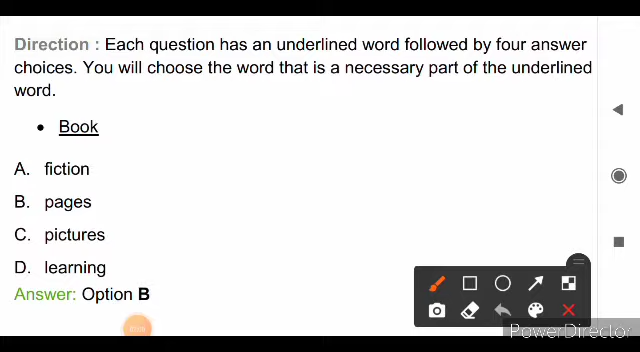 Direction : Each question has an underlined word followed by four answer
choices. You will choose the word that is a necessary part of the underlined
word.
• Book
A. fiction
B. pages
C. pictures
D. learning
Answer: Option B
PowerDirector